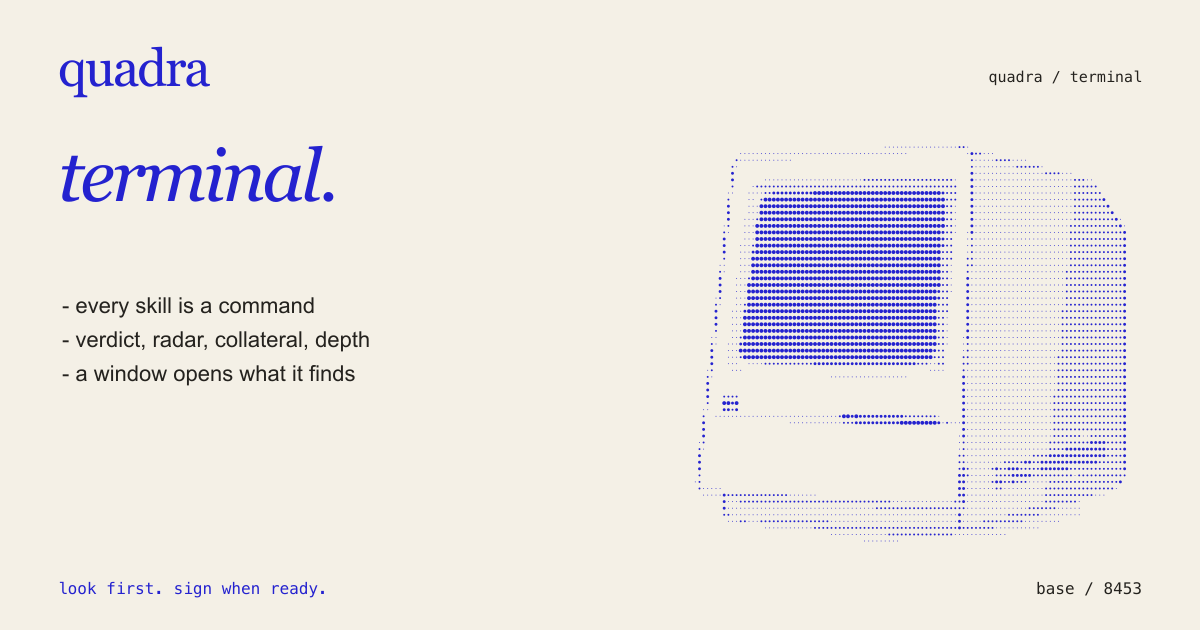 quadra
quadra / terminal
terminal.
- every skill is a command
- verdict, radar, collateral, depth
- a window opens what it finds
look first. sign when ready.
base / 8453